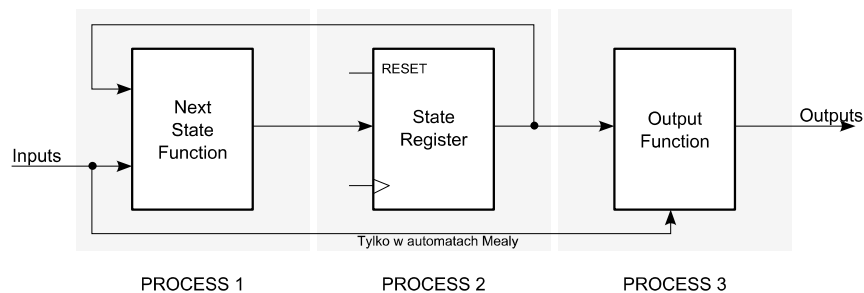 Inputs
Next
State
Function
RESET
State
Register
Output
Function
Outputs
Tylko w automatach Mealy
PROCESS 1
PROCESS 2
PROCESS 3